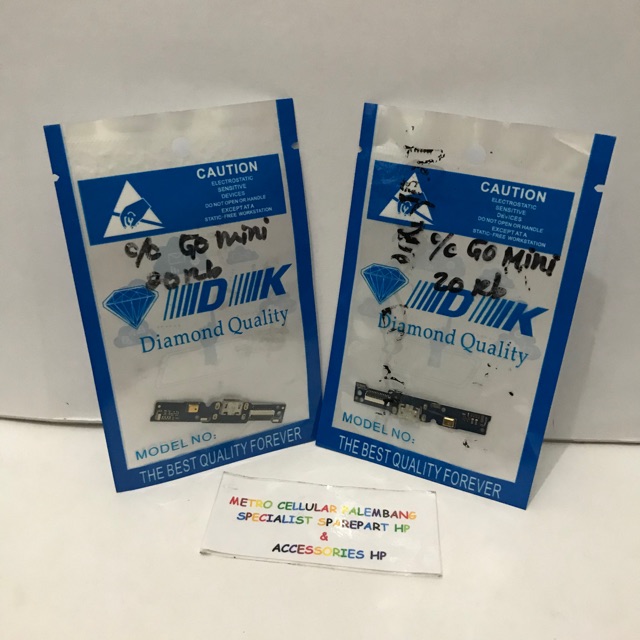 CAUTION
ELECTROSTATIC
SENSITIVE
DEVICES
DO NOT OPEN OR HANDLE
EXCEPT AT A
STATIC-FREE WORKSTATION
c/c GO mini
DK
Diamond Quality
MODEL NO:
THE BEST QUALITY FOREVER
CAUTION
ELECTROSTATIC
SENSITIVE
DEVICES
DO NOT OPEN OR HANDLE
EXCEPT AT A
STATIC-FREE WORKSTATION
c/c GO MINI
20 rb
DK
Diamond Quality
MODEL NO:
THE BEST QUALITY FOREVER
METRO CELLULAR PALEMBANG
SPECIALIST SPAREPART HP
&
ACCESSORIES HP